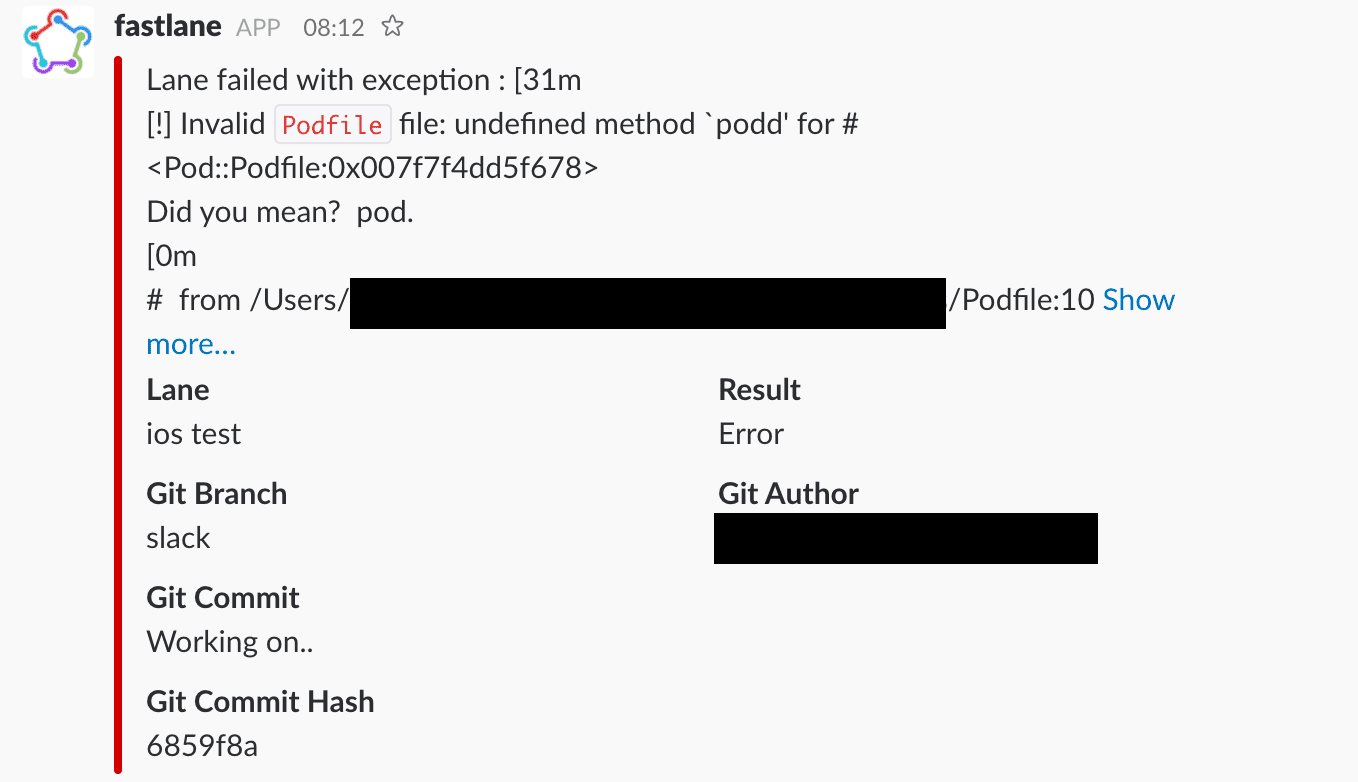 fastlane APP 08:12
Lane failed with exception : [31m
[!] Invalid Podfile file: undefined method `podd' for #
<Pod::Podfile:0x007f7f4dd5f678>
Did you mean?  pod.
[0m
#  from /Users/ /Podfile:10 Show
more...
Lane Result
ios test Error
Git Branch Git Author
slack
Git Commit
Working on..
Git Commit Hash
6859f8a